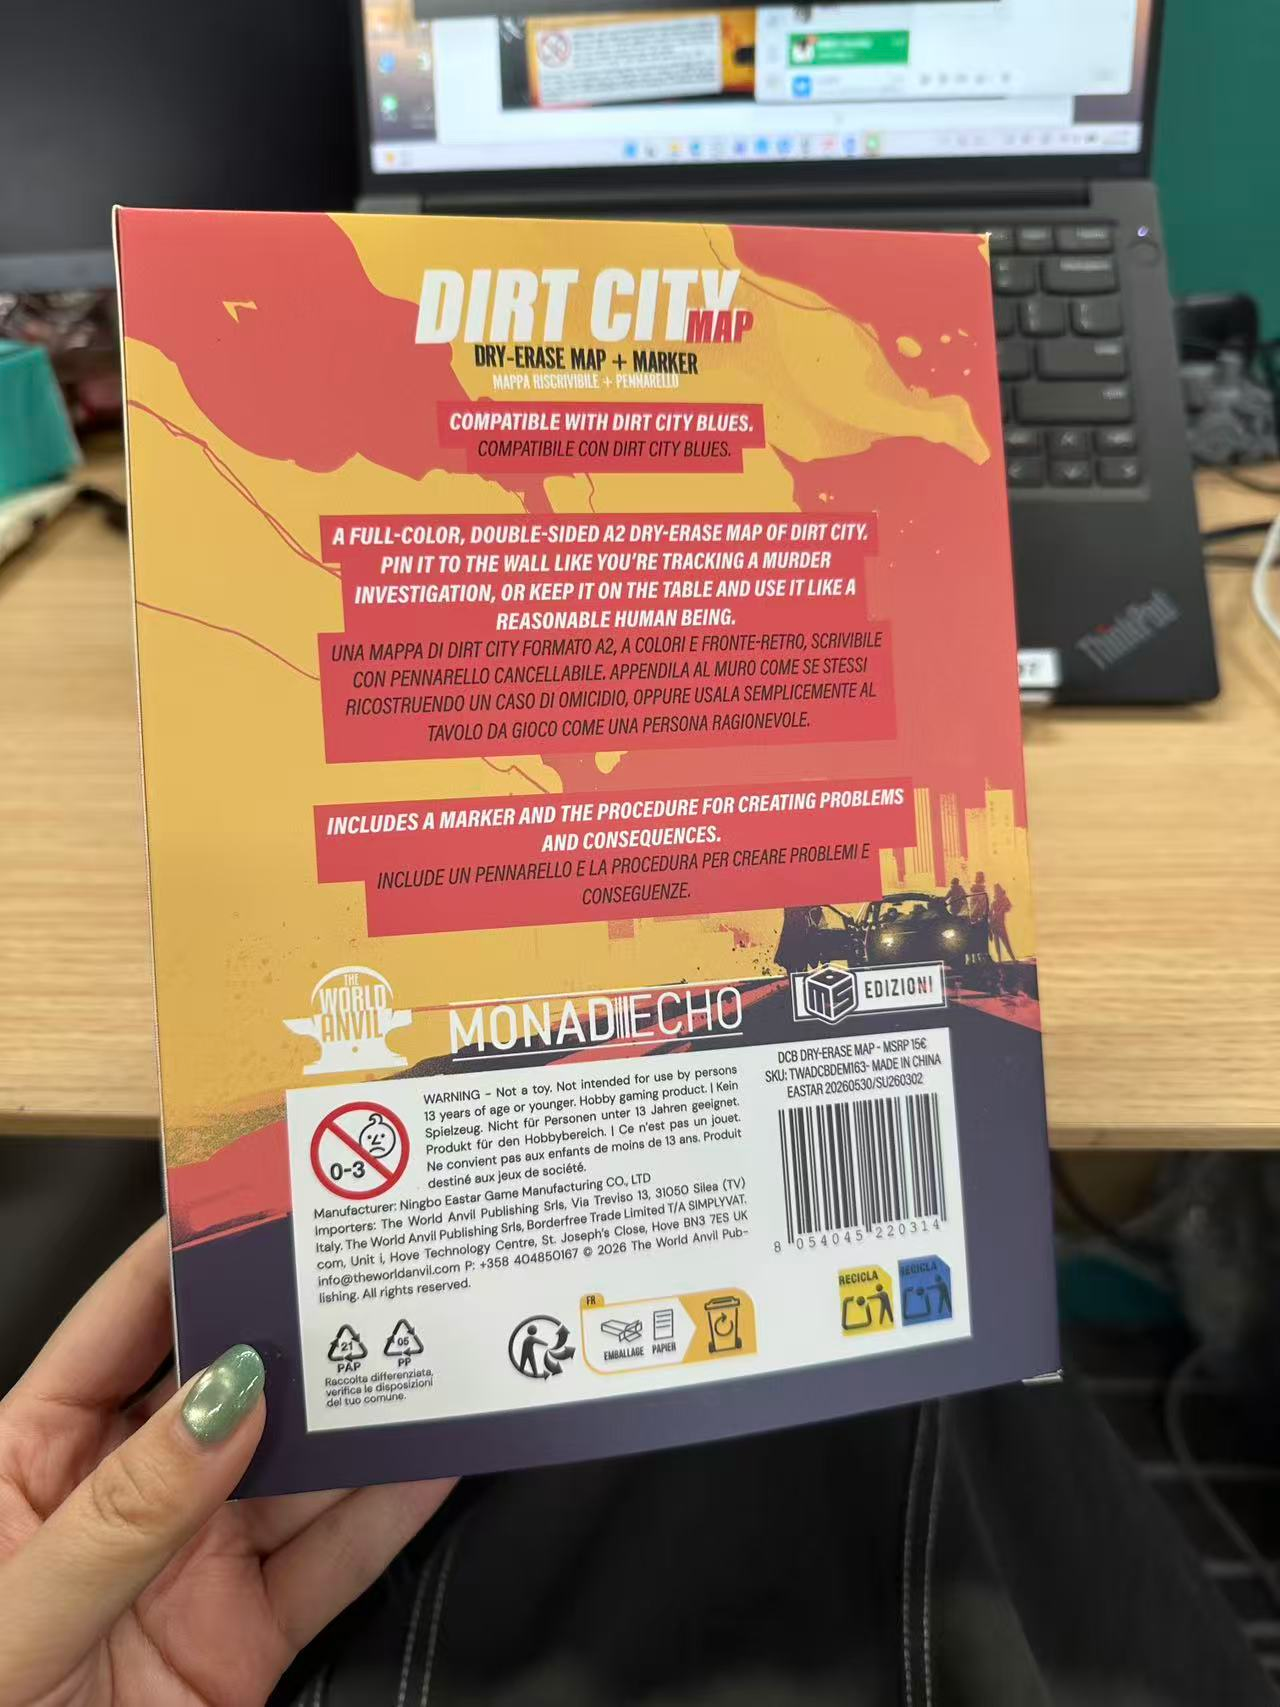 DIRT CITY
MAP
DRY-ERASE MAP + MARKER
MAPPA RISCRIVIBILE + PENNARELLO
COMPATIBLE WITH DIRT CITY BLUES.
COMPATIBILE CON DIRT CITY BLUES.
A FULL-COLOR, DOUBLE-SIDED A2 DRY-ERASE MAP OF DIRT CITY.
PIN IT TO THE WALL LIKE YOU'RE TRACKING A MURDER
INVESTIGATION, OR KEEP IT ON THE TABLE AND USE IT LIKE A
REASONABLE HUMAN BEING.
UNA MAPPA DI DIRT CITY FORMATO A2, A COLORI E FRONTE-RETRO, SCRIVIBILE
CON PENNARELLO CANCELLABILE. APPENDILA AL MURO COME SE STESSI
RICOSTRUENDO UN CASO DI OMICIDIO, OPPURE USALA SEMPLICEMENTE AL
TAVOLO DA GIOCO COME UNA PERSONA RAGIONEVOLE.
INCLUDES A MARKER AND THE PROCEDURE FOR CREATING PROBLEMS
AND CONSEQUENCES.
INCLUDE UN PENNARELLO E LA PROCEDURA PER CREARE PROBLEMI E
CONSEGUENZE.
THE
WORLD
ANVIL
MONADIECHO
MS EDIZIONI
WARNING - Not a toy. Not intended for use by persons
13 years of age or younger. Hobby gaming product. | Kein
Spielzeug. Nicht für Personen unter 13 Jahren geeignet.
Produkt für den Hobbybereich. | Ce n'est pas un jouet.
Ne convient pas aux enfants de moins de 13 ans. Produit
destiné aux jeux de société.
0-3
Manufacturer: Ningbo Eastar Game Manufacturing CO., LTD
Importers: The World Anvil Publishing Srls, Via Treviso 13, 31050 Silea (TV)
Italy. The World Anvil Publishing Srls, Borderfree Trade Limited T/A SIMPLYVAT.
com, Unit i, Hove Technology Centre, St. Joseph's Close, Hove BN3 7ES UK
info@theworldanvil.com P: +358 404850167 © 2026 The World Anvil Pub-
lishing. All rights reserved.
DCB DRY-ERASE MAP - MSRP 15€
SKU: TWADCBDEM163- MADE IN CHINA
EASTAR 20260530/SU260302
8 054045 220314
21
PAP
05
PP
Raccolta differenziata,
verifica le disposizioni
del tuo comune.
FR
EMBALLAGE
PAPIER
RECICLA
RECICLA
ThinkPad